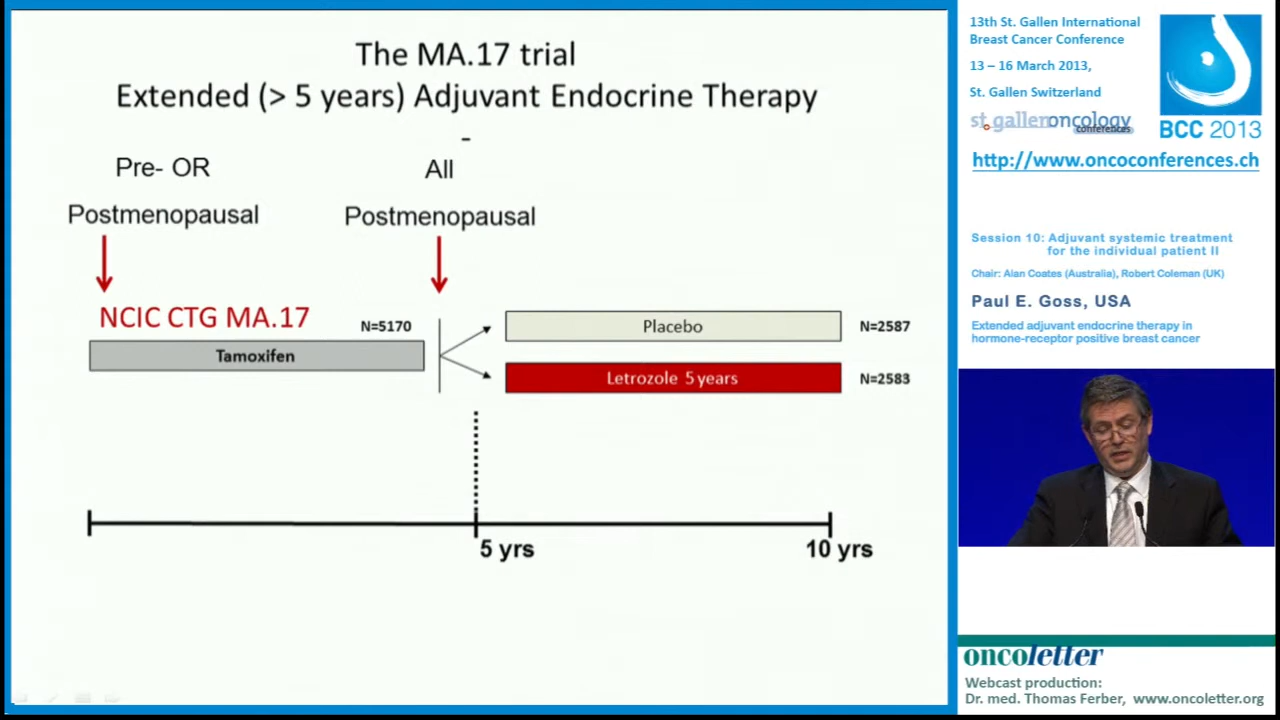 The MA.17 trial
Extended (> 5 years) Adjuvant Endocrine Therapy
-
Pre- OR
Postmenopausal
All
Postmenopausal
NCIC CTG MA.17
N=5170
Tamoxifen
Placebo
N=2587
Letrozole 5 years
N=2583
5 yrs
10 yrs
13th St. Gallen International
Breast Cancer Conference
13 – 16 March 2013,
St. Gallen Switzerland
st.gallenoncology
conferences
BCC 2013
http://www.oncoconferences.ch
Session 10: Adjuvant systemic treatment
for the individual patient II
Chair: Alan Coates (Australia), Robert Coleman (UK)
Paul E. Goss, USA
Extended adjuvant endocrine therapy in
hormone-receptor positive breast cancer
oncoletter
Webcast production:
Dr. med. Thomas Ferber, www.oncoletter.org